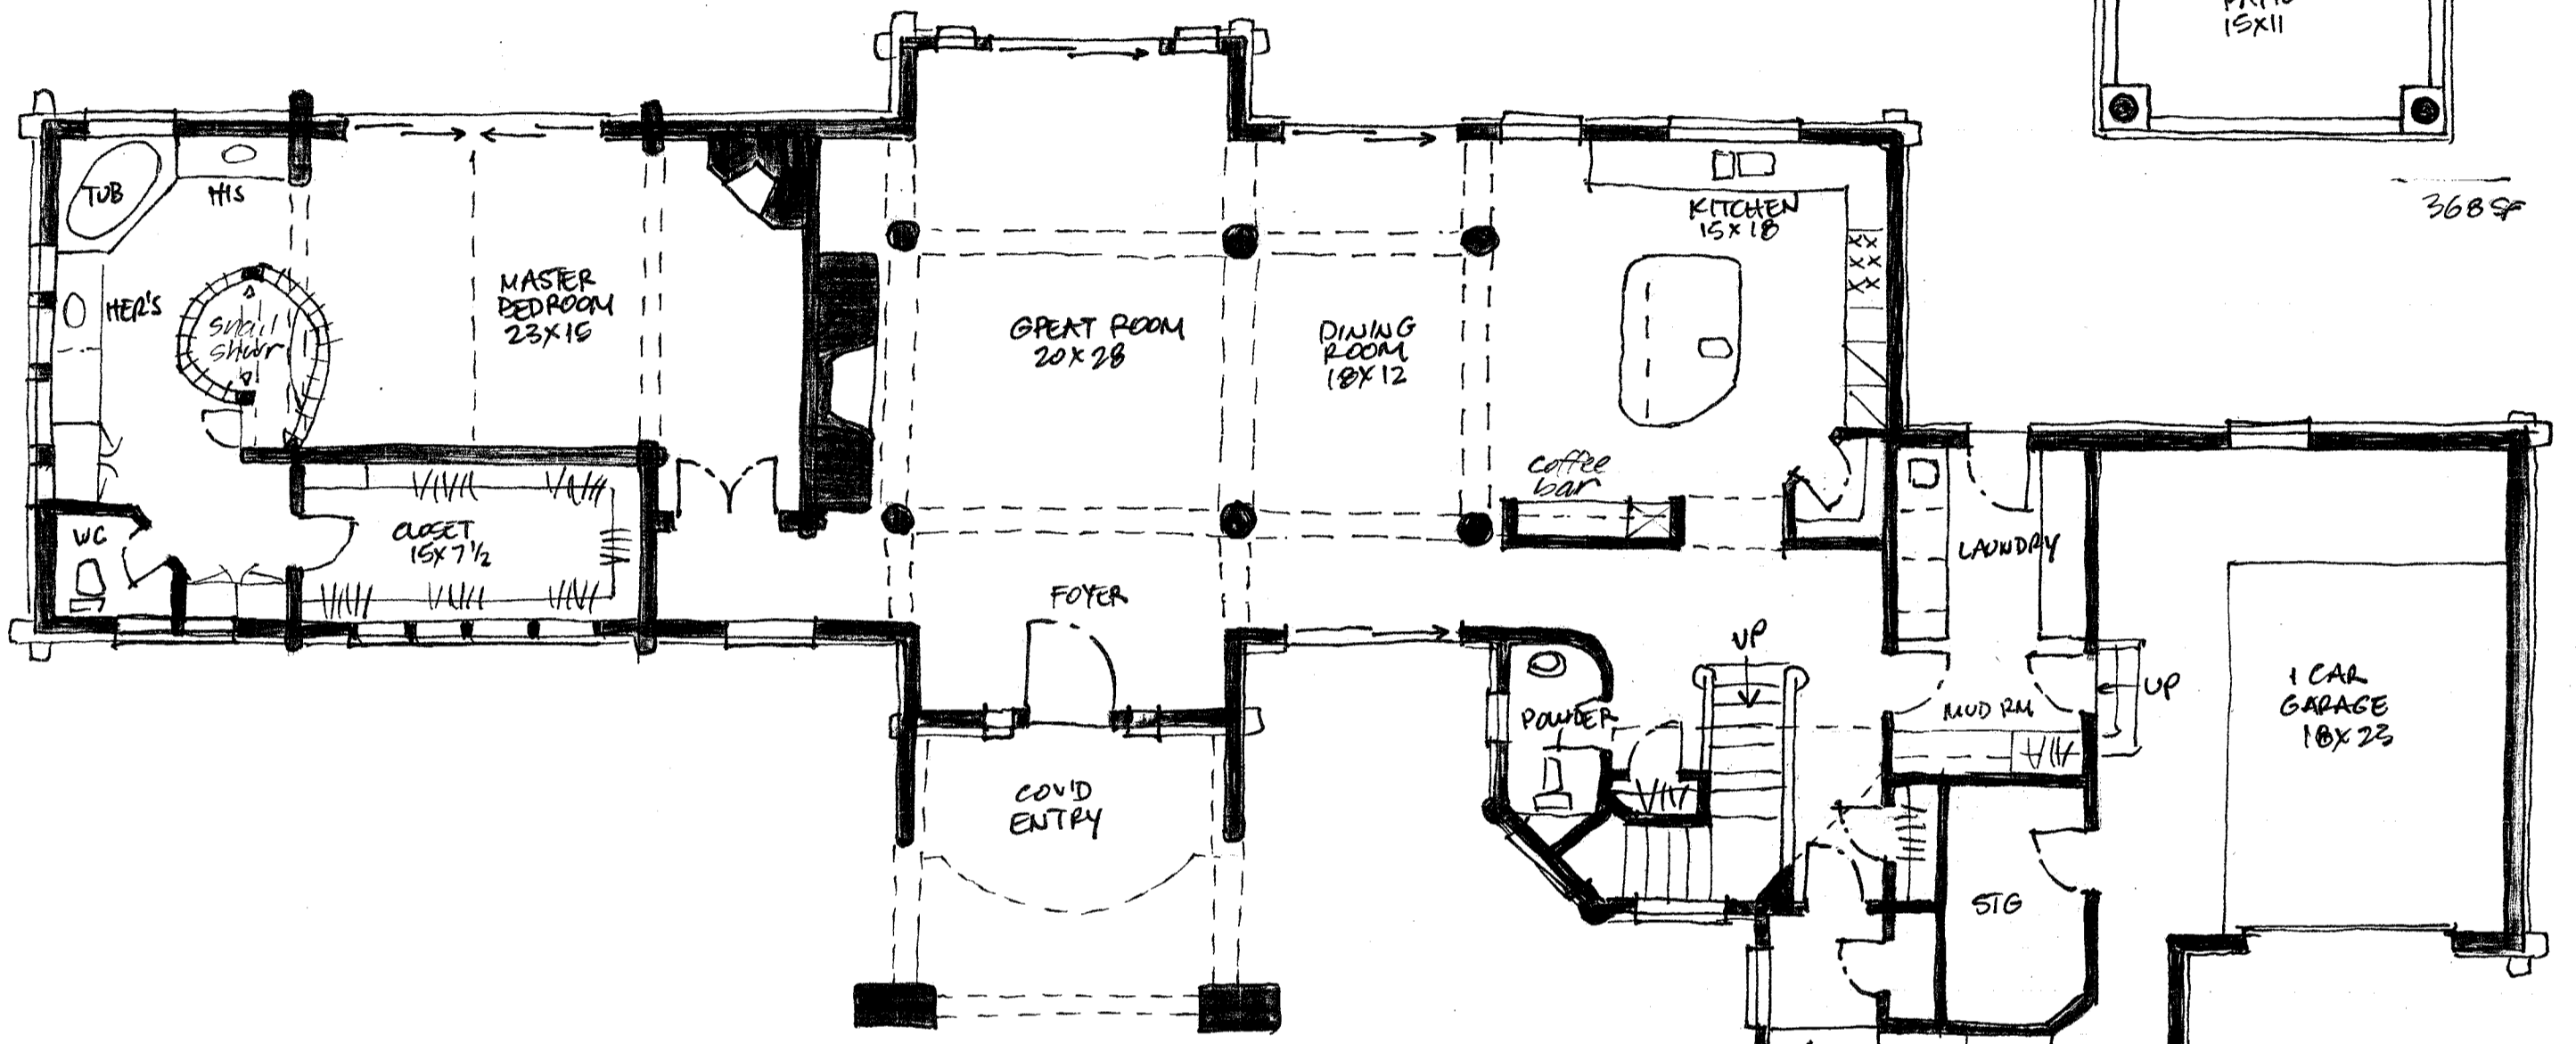 15X11
368 SF
TUB
HIS
HER'S
snail
shwr
MASTER
BEDROOM
23X15
GREAT ROOM
20X28
DINING
ROOM
18X12
KITCHEN
15X18
coffee
bar
WC
CLOSET
15X7 1/2
FOYER
LAUNDRY
UP
POWDER
MUD RM
UP
1 CAR
GARAGE
18X23
COV'D
ENTRY
STG